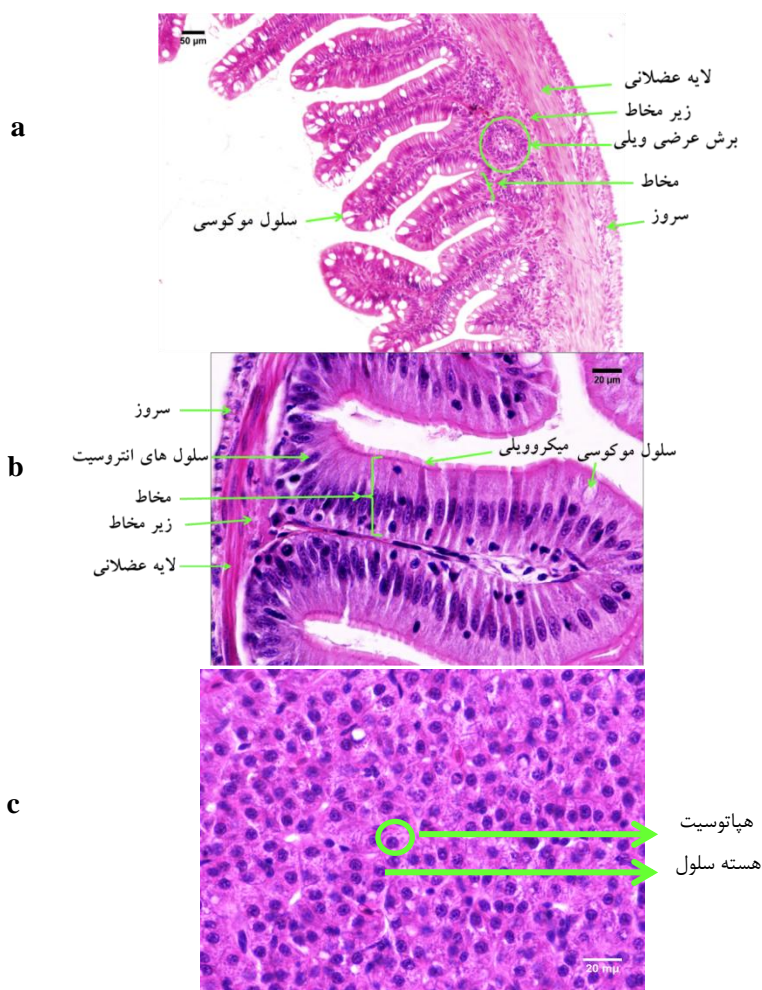 a
50 µm
لایه عضلانی
زیر مخاط
برش عرضی ویلی
مخاط
سروز
سلول موکوسی
b
20 µm
سروز
سلول های انتروسیت
مخاط
زیر مخاط
لایه عضلانی
میکروویلی
سلول موکوسی
c
هپاتوسیت
هسته سلول
20 mµ